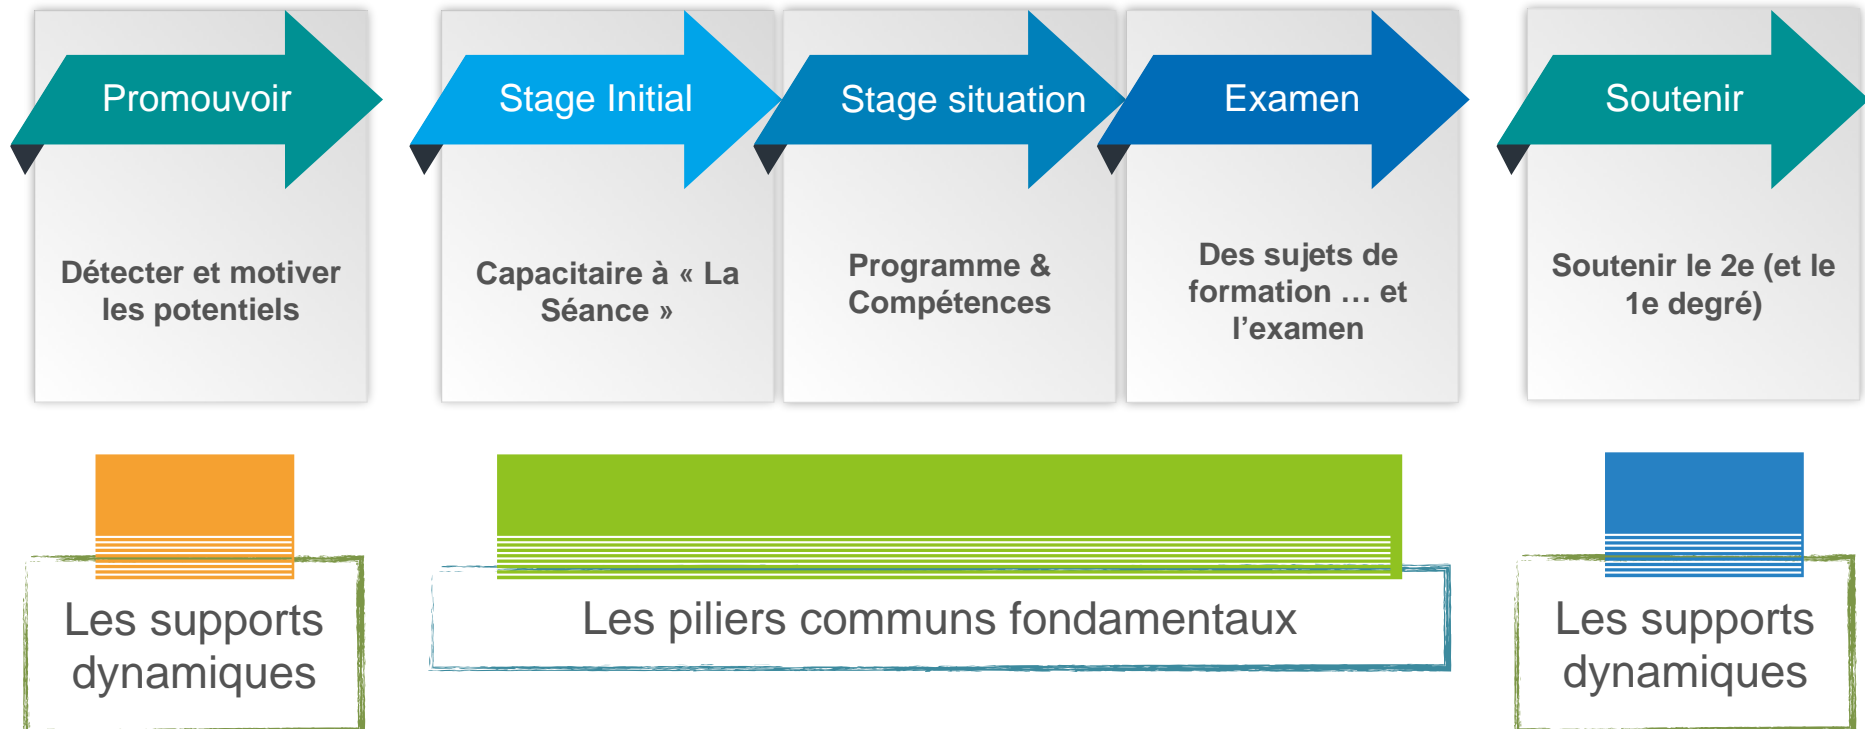 Promouvoir
Stage Initial
Stage situation
Examen
Soutenir
Détecter et motiver
les potentiels
Capacitaire à « La
Séance »
Programme &
Compétences
Des sujets de
formation … et
l’examen
Soutenir le 2e (et le
1e degré)
Les supports
dynamiques
Les piliers communs fondamentaux
Les supports
dynamiques